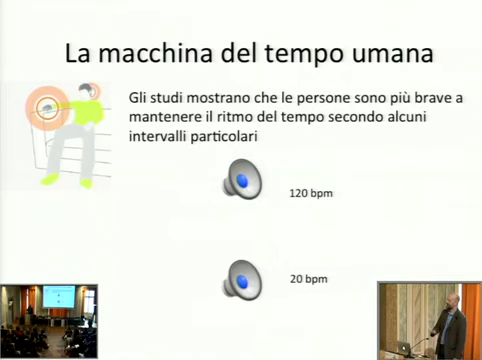 La macchina del tempo umana
Gli studi mostrano che le persone sono più brave a
mantenere il ritmo del tempo secondo alcuni
intervalli particolari
120 bpm
20 bpm